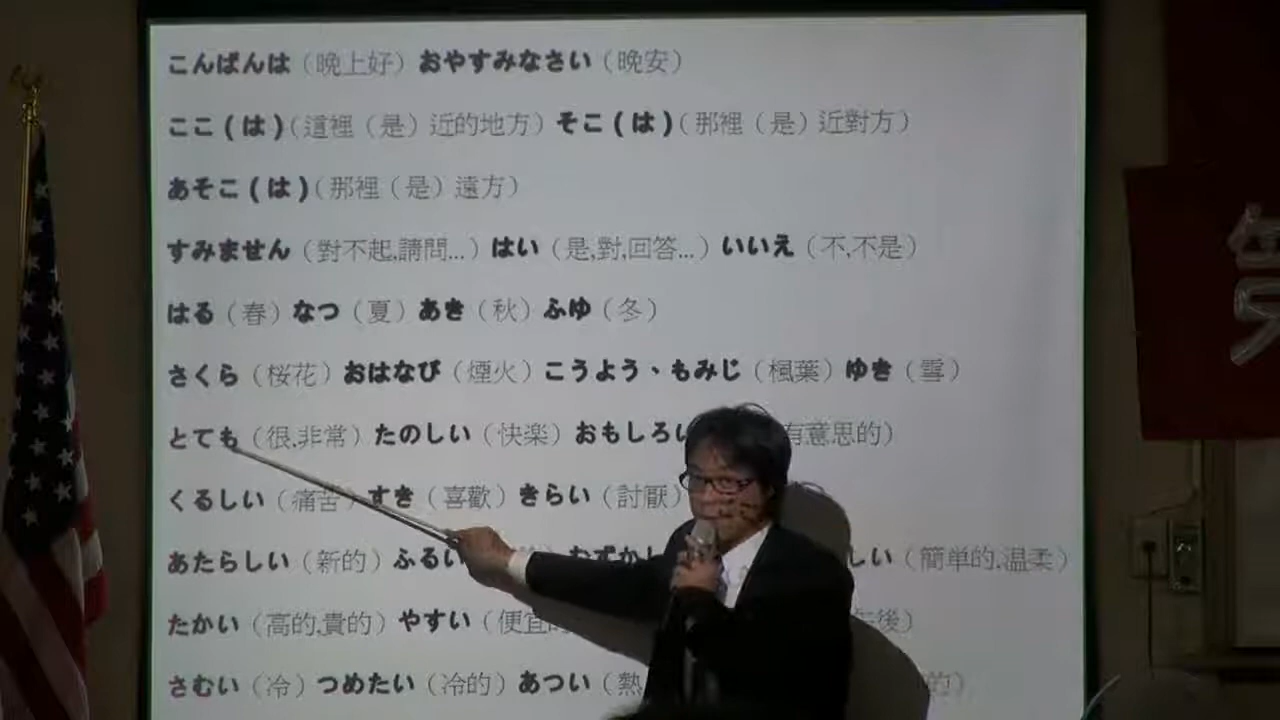 こんばんは（晚上好）おやすみなさい（晚安）
ここ(は)（這裡（是）近的地方）そこ(は)（那裡（是）近對方）
あそこ(は)（那裡（是）遠方）
すみません（對不起,請問...）はい（是,對,回答...）いいえ（不,不是）
はる（春）なつ（夏）あき（秋）ふゆ（冬）
さくら（桜花）おはなび（煙火）こうよう、もみじ（楓葉）ゆき（雪）
とても（很,非常）たのしい（快楽）おもしろい 有意思的）
くるしい（痛苦）すき（喜歡）きらい（討厭）
あたらしい（新的）ふるい むずかし しい（簡単的,温柔）
たかい（高的,貴的）やすい（便宜的 午後）
さむい（冷）つめたい（冷的）あつい（熱 的）